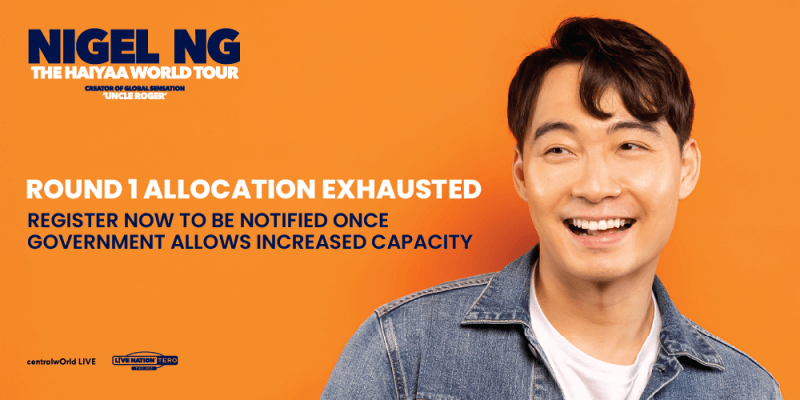 NIGEL NG
THE HAIYAA WORLD TOUR
CREATOR OF GLOBAL SENSATION
'UNCLE ROGER'
ROUND 1 ALLOCATION EXHAUSTED
REGISTER NOW TO BE NOTIFIED ONCE
GOVERNMENT ALLOWS INCREASED CAPACITY
centralwOrld LIVE
LIVE NATION ZERO